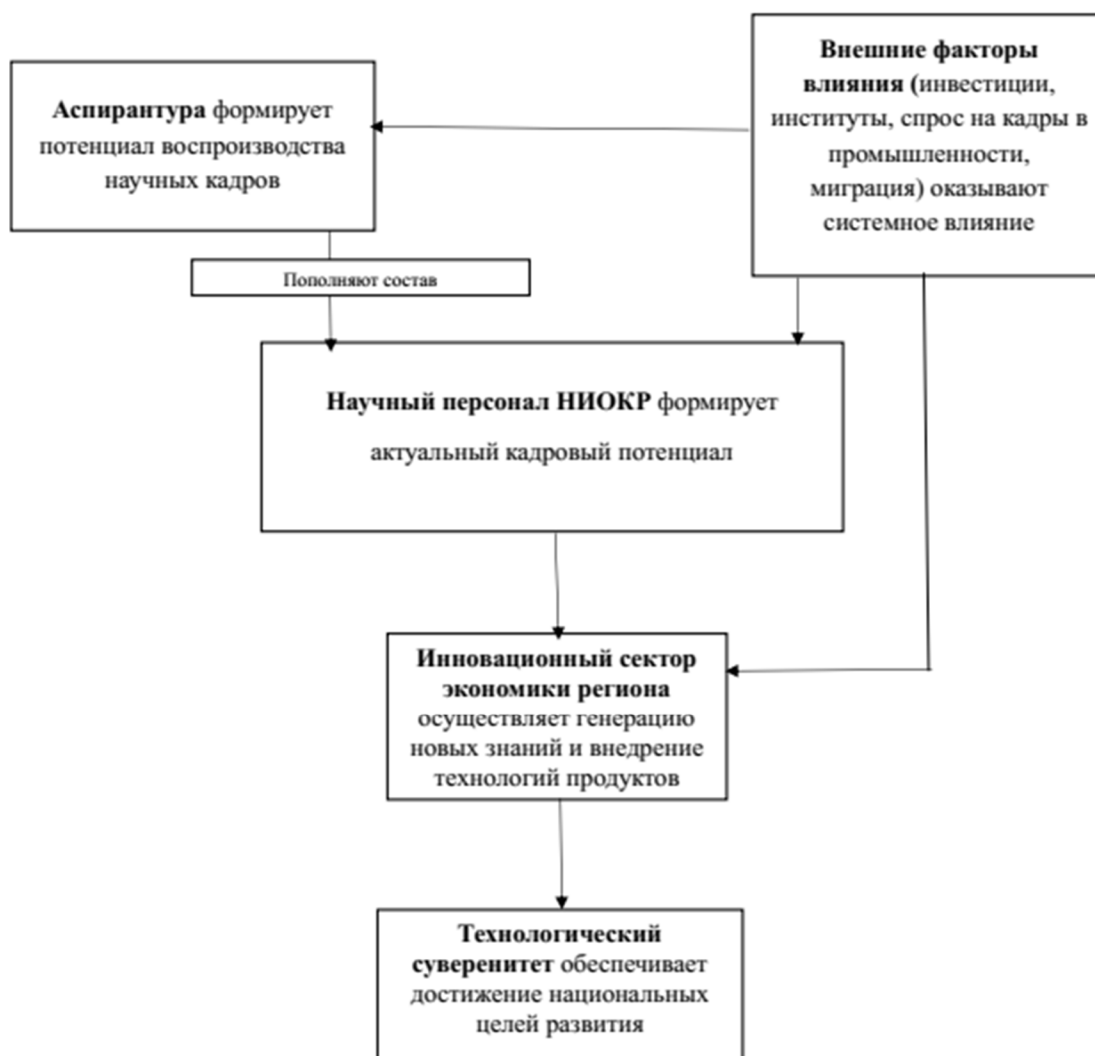 Аспирантура формирует
потенциал воспроизводства
научных кадров
Внешние факторы
влияния (инвестиции,
институты, спрос на кадры в
промышленности,
миграция) оказывают
системное влияние
Пополняют состав
Научный персонал НИОКР формирует
актуальный кадровый потенциал
Инновационный сектор
экономики региона
осуществляет генерацию
новых знаний и внедрение
технологий продуктов
Технологический
суверенитет обеспечивает
достижение национальных
целей развития